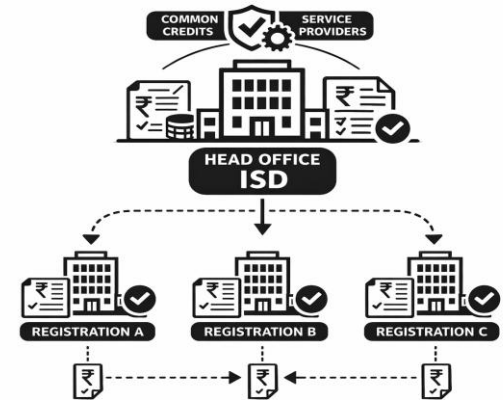 COMMON CREDITS
SERVICE PROVIDERS
₹
₹
HEAD OFFICE
ISD
₹
₹
₹
REGISTRATION A
REGISTRATION B
REGISTRATION C
₹
₹
₹